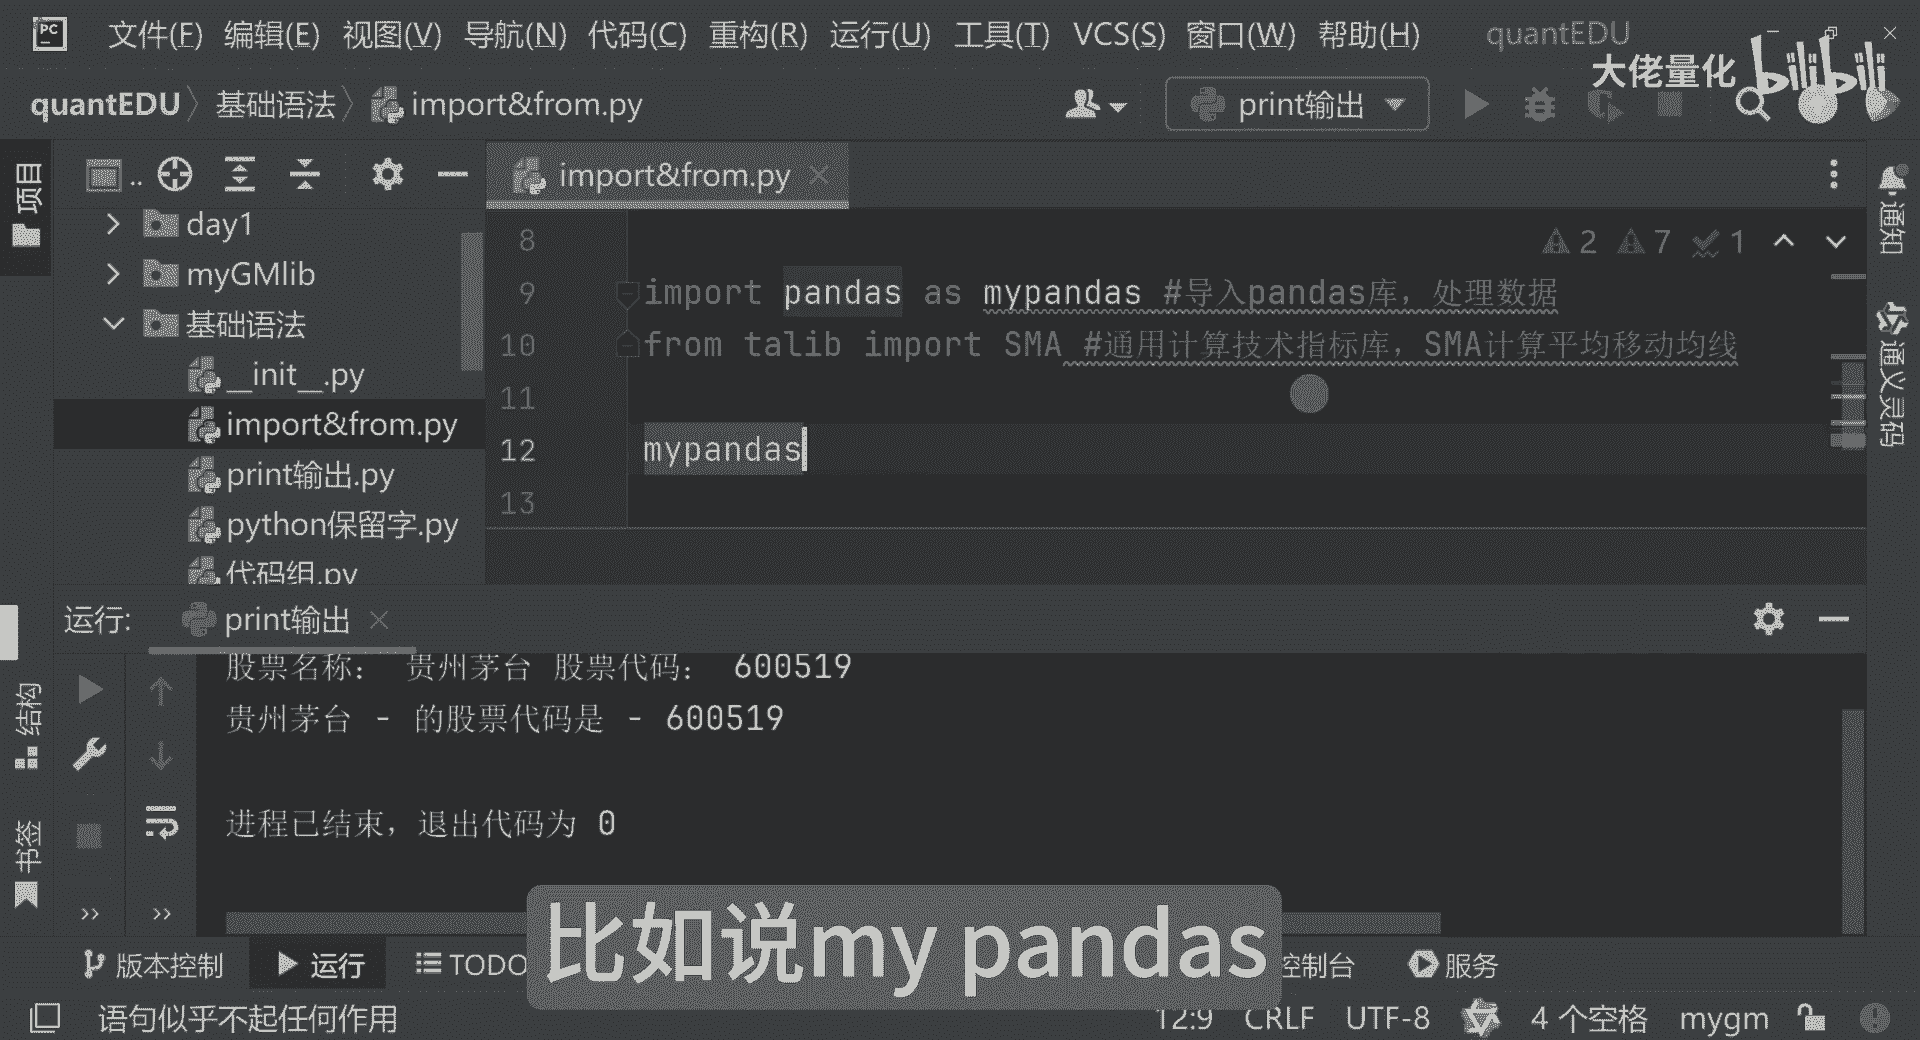 PC 文件(F) 编辑(E) 视图(V) 导航(N) 代码(C) 重构(R) 运行(U) 工具(T) VCS(S) 窗口(W) 帮助(H) quantEDU
大佬量化 bilibili
quantEDU 基础语法 import&from.py print输出
项目
import&from.py
day1
myGMlib
基础语法
__init__.py
import&from.py
print输出.py
python保留字.py
代码组.py
8
2 7 1
9 import pandas as mypandas #导入pandas库，处理数据
10 from talib import SMA #通用计算技术指标库，SMA计算平均移动均线
11
12 mypandas
13
通知
通义灵码
运行: print输出
股票名称： 贵州茅台 股票代码： 600519
贵州茅台 - 的股票代码是 - 600519
进程已结束，退出代码为 0
结构
书签
比如说my pandas
版本控制 运行 TODO 控制台 服务
语句似乎不起任何作用 12:9 CRLF UTF-8 4 个空格 mygm